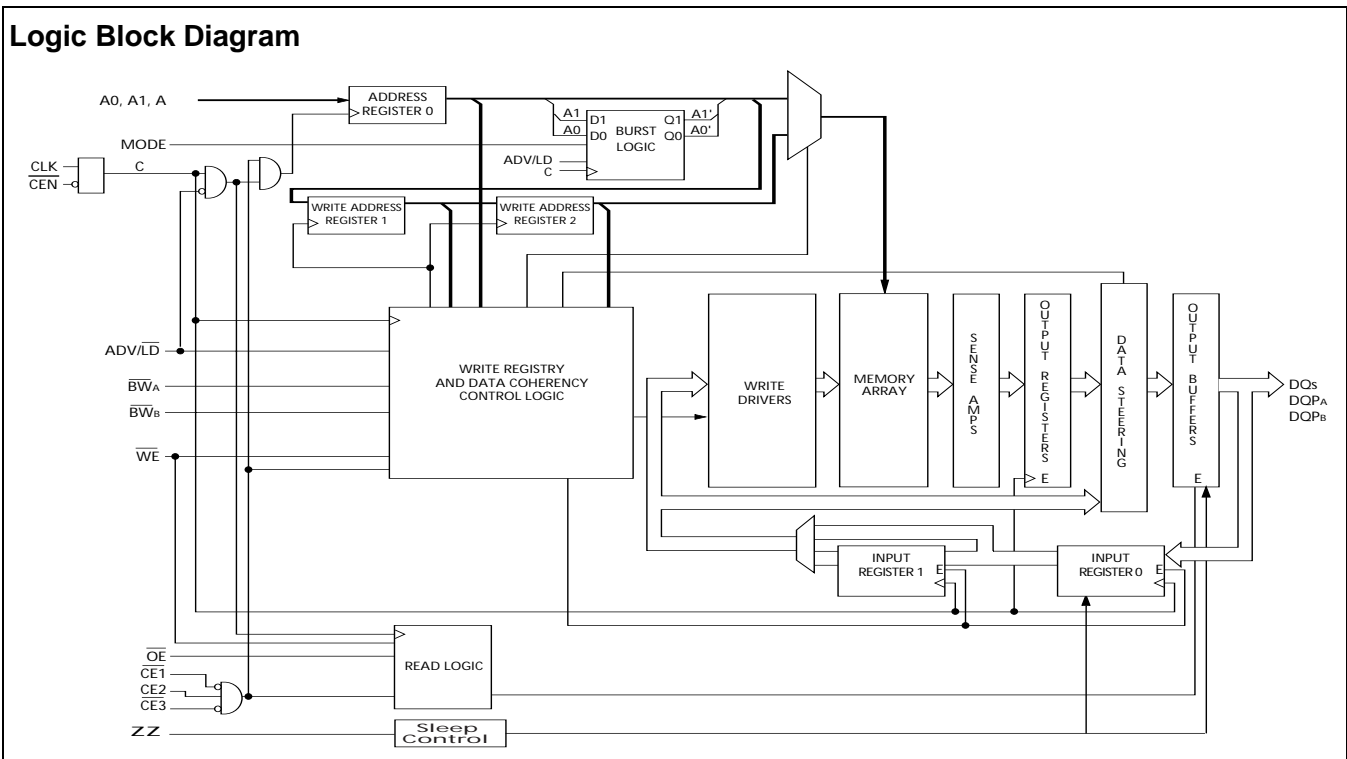 Logic Block Diagram
A0, A1, A
ADDRESS
REGISTER 0
MODE
A1
A0
D1
D0
BURST
LOGIC
Q1
Q0
A1'
A0'
ADV/LD
C
CLK
CEN
C
WRITE ADDRESS
REGISTER 1
WRITE ADDRESS
REGISTER 2
ADV/LD
BWA
BWB
WE
WRITE REGISTRY
AND DATA COHERENCY
CONTROL LOGIC
WRITE
DRIVERS
MEMORY
ARRAY
SENSE AMPS
OUTPUT REGISTERS
E
DATA STEERING
OUTPUT BUFFERS
E
DQs
DQPA
DQPB
INPUT
REGISTER 1
E
INPUT
REGISTER 0
E
OE
CE1
CE2
CE3
READ LOGIC
ZZ
Sleep
Control